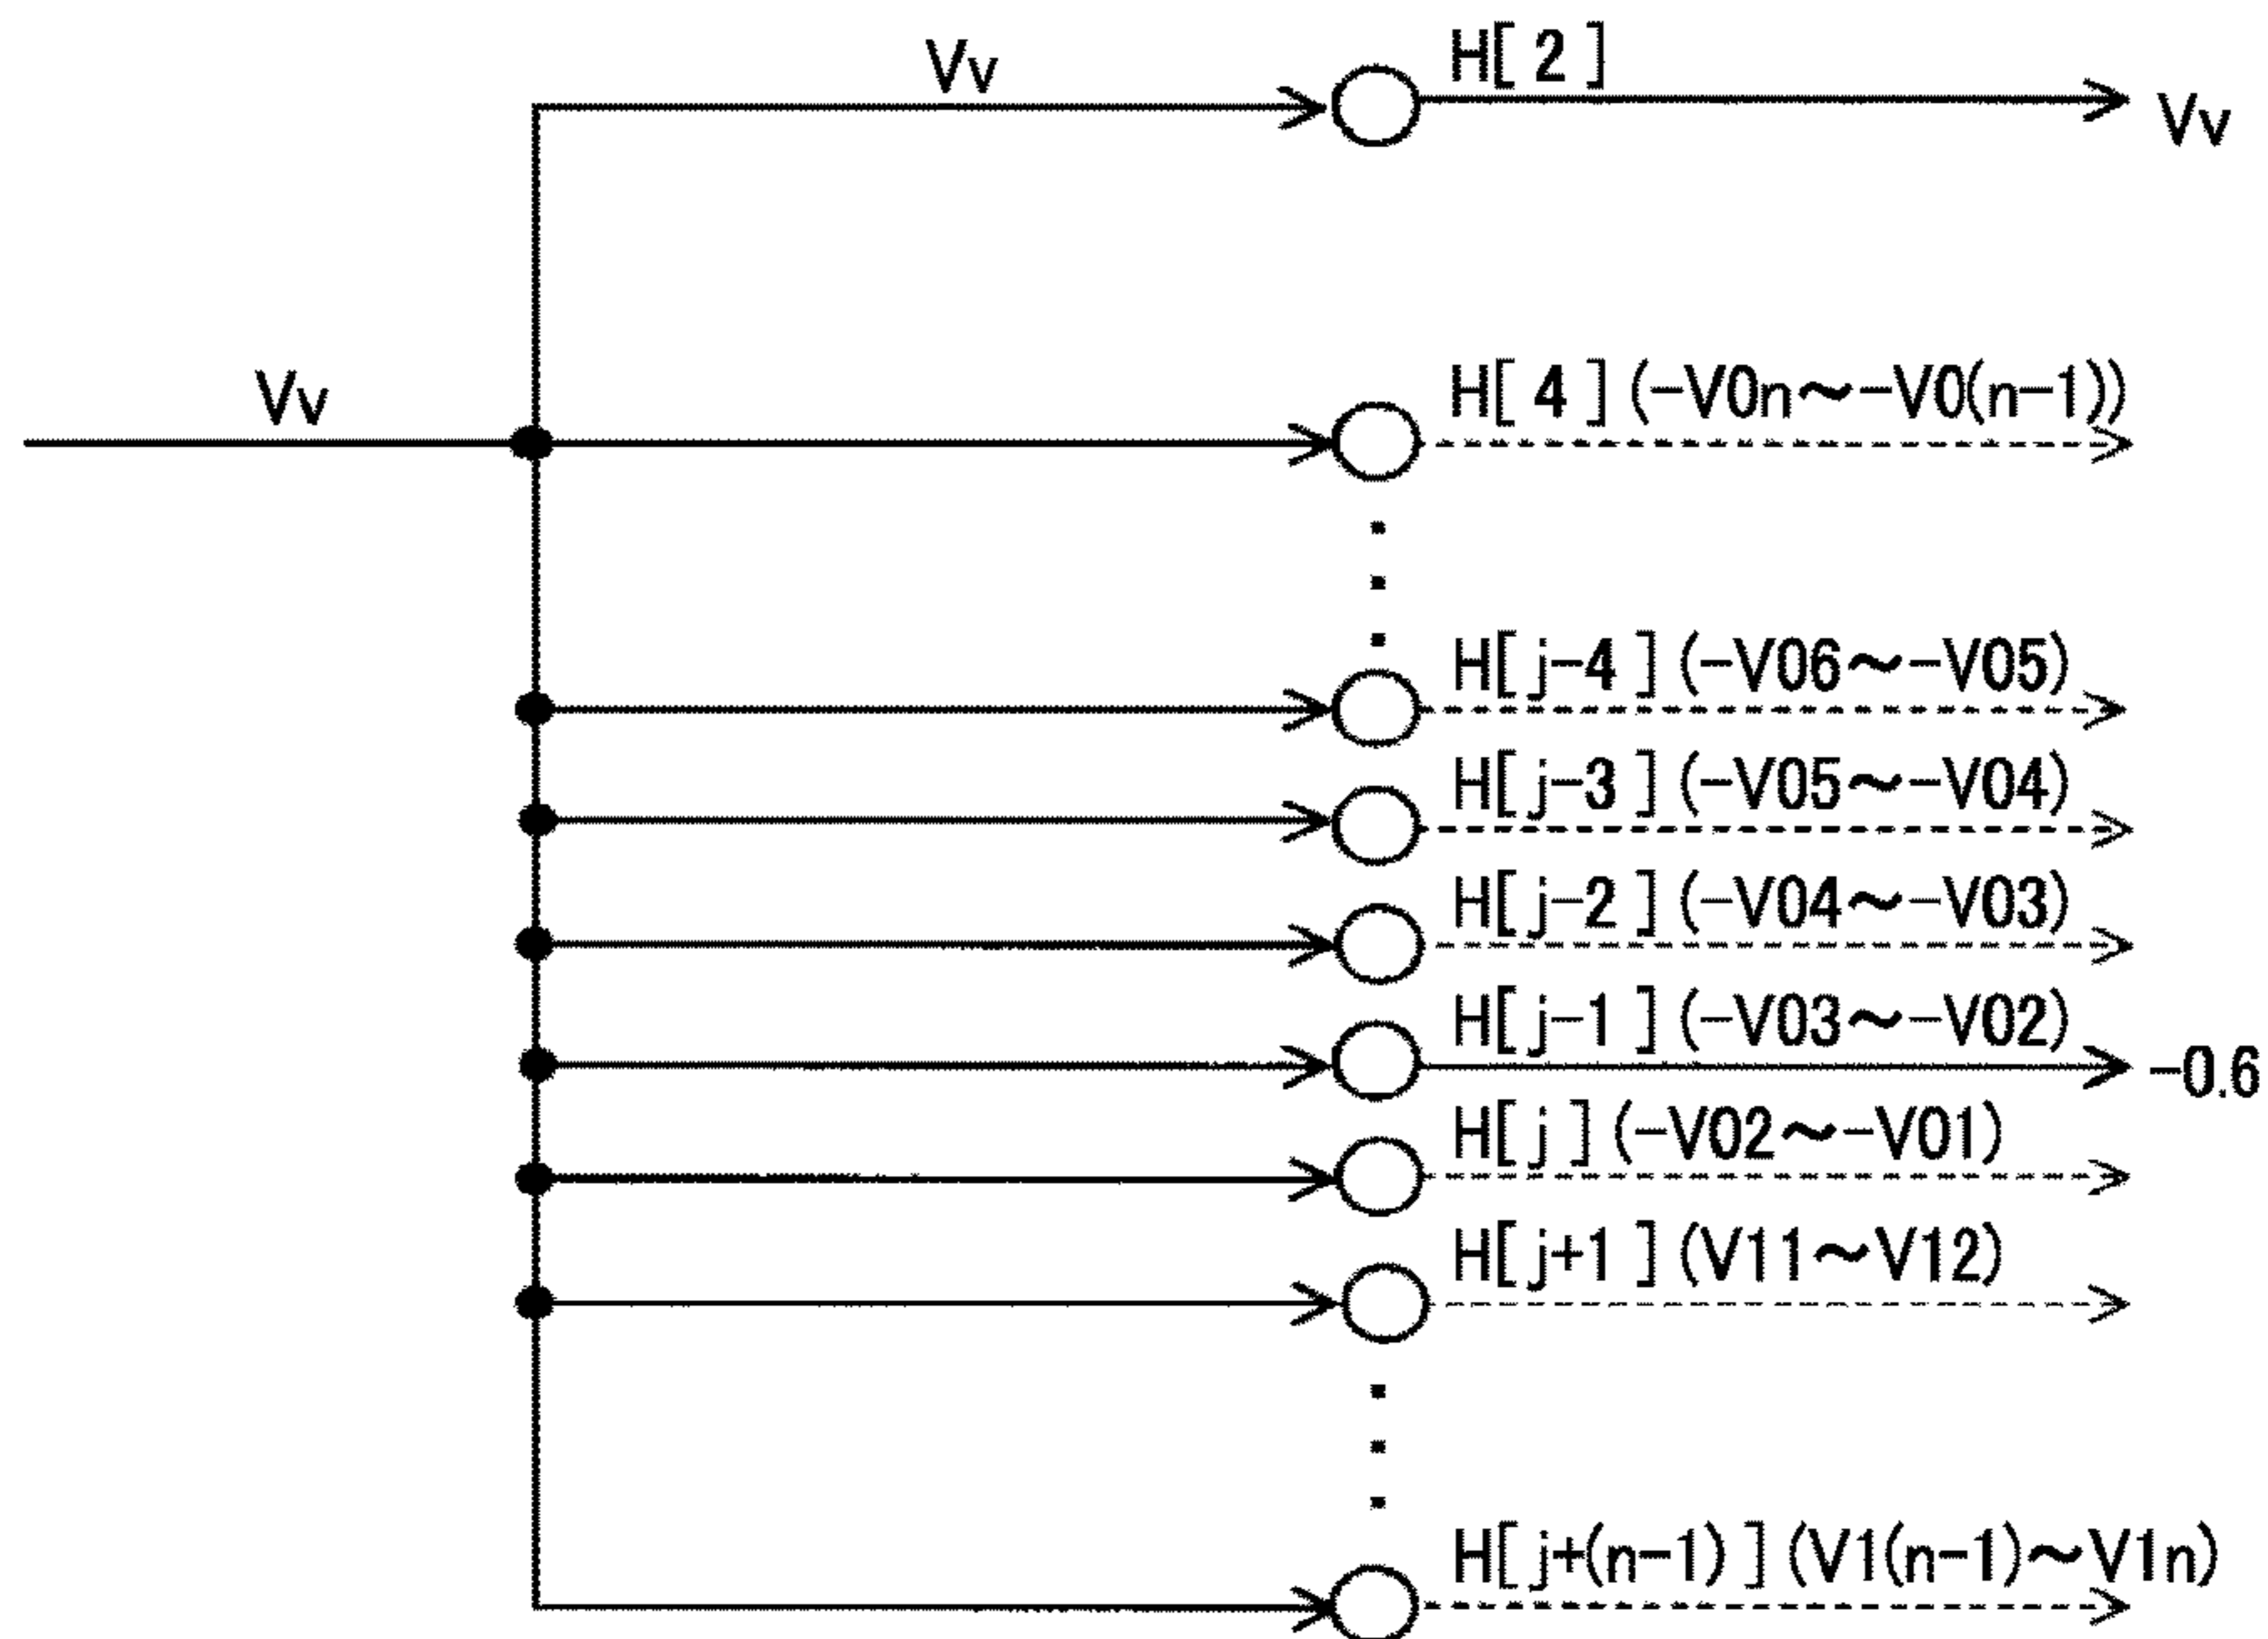 Vv
H[ 2 ]
Vv
Vv
H[ 4 ](-V0n～-V0(n-1))
H[ j-4 ](-V06～-V05)
H[ j-3 ](-V05～-V04)
H[ j-2 ](-V04～-V03)
H[ j-1 ](-V03～-V02)
-0.6
H[ j ](-V02～-V01)
H[ j+1 ](V11～V12)
H[ j+(n-1) ](V1(n-1)～V1n)